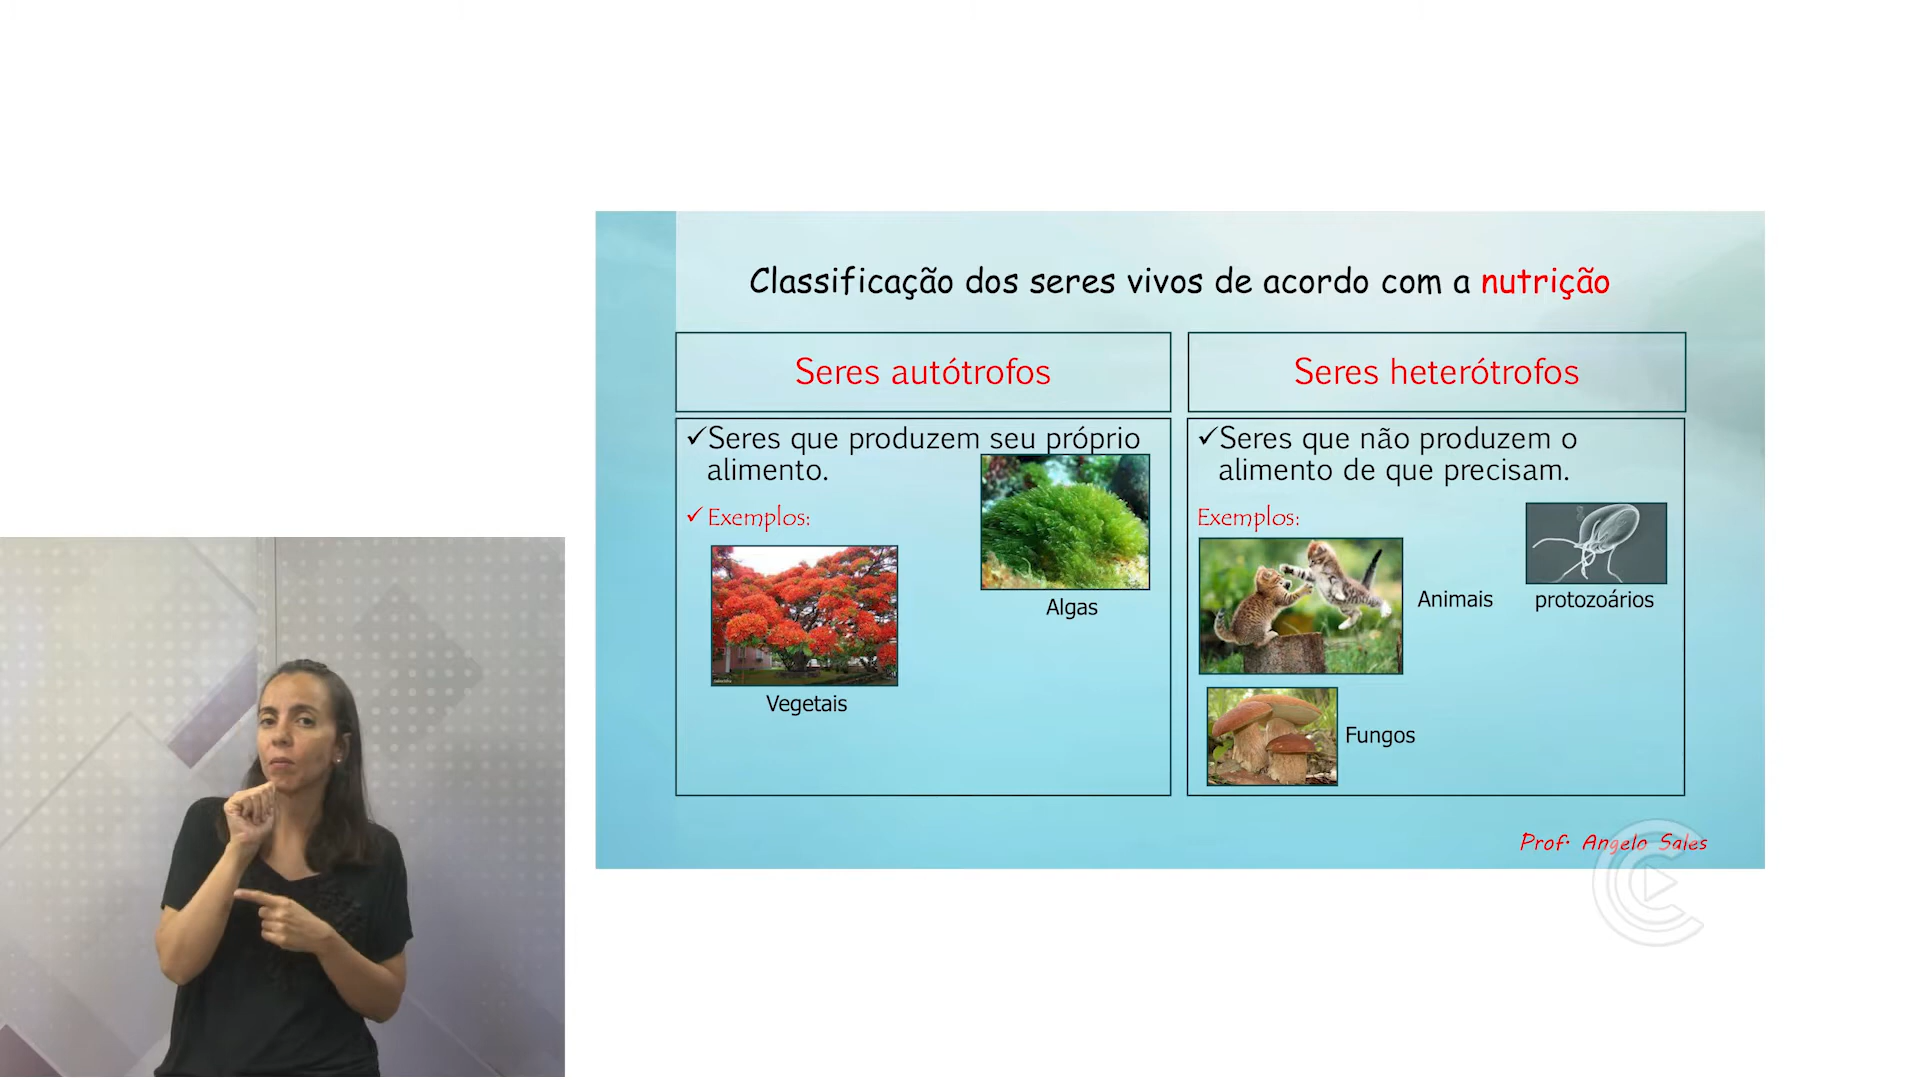 Classificação dos seres vivos de acordo com a nutrição
Seres autótrofos
✓Seres que produzem seu próprio
alimento.
✓ Exemplos:
Algas
Vegetais
Seres heterótrofos
✓Seres que não produzem o
alimento de que precisam.
Exemplos:
Animais
protozoários
Fungos
Prof. Angelo Sales